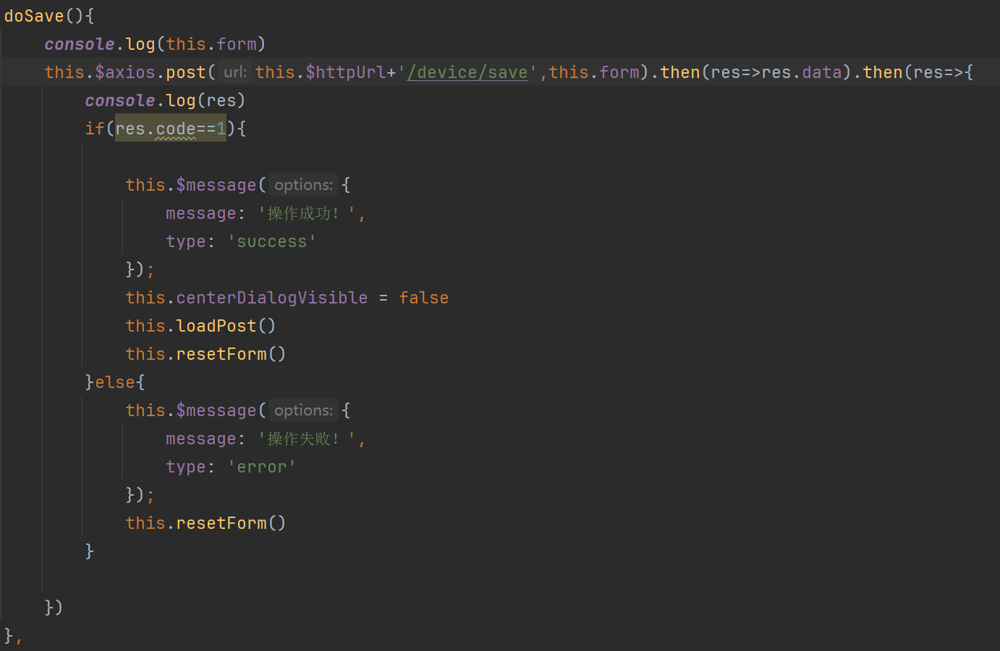 doSave(){
console.log(this.form)
this.$axios.post( url: this.$httpUrl+'/device/save',this.form).then(res=>res.data).then(res=>{
console.log(res)
if(res.code==1){
this.$message( options: {
message: '操作成功！',
type: 'success'
});
this.centerDialogVisible = false
this.loadPost()
this.resetForm()
}else{
this.$message( options: {
message: '操作失败！',
type: 'error'
});
this.resetForm()
}
})
},